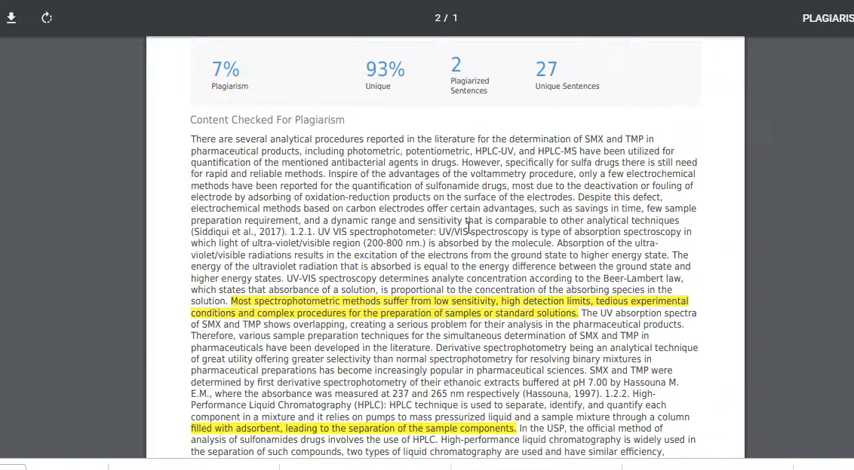 2 / 1
PLAGIARIS
7%
Plagiarism
93%
Unique
2
Plagiarized
Sentences
27
Unique Sentences
Content Checked For Plagiarism
There are several analytical procedures reported in the literature for the determination of SMX and TMP in
pharmaceutical products, including photometric, potentiometric, HPLC-UV, and HPLC-MS have been utilized for
quantification of the mentioned antibacterial agents in drugs. However, specifically for sulfa drugs there is still need
for rapid and reliable methods. Inspire of the advantages of the voltammetry procedure, only a few electrochemical
methods have been reported for the quantification of sulfonamide drugs, most due to the deactivation or fouling of
electrode by adsorbing of oxidation-reduction products on the surface of the electrodes. Despite this defect,
electrochemical methods based on carbon electrodes offer certain advantages, such as savings in time, few sample
preparation requirement, and a dynamic range and sensitivity that is comparable to other analytical techniques
(Siddiqui et al., 2017). 1.2.1. UV VIS spectrophotometer: UV/VIS spectroscopy is type of absorption spectroscopy in
which light of ultra-violet/visible region (200-800 nm.) is absorbed by the molecule. Absorption of the ultra-
violet/visible radiations results in the excitation of the electrons from the ground state to higher energy state. The
energy of the ultraviolet radiation that is absorbed is equal to the energy difference between the ground state and
higher energy states. UV-VIS spectroscopy determines analyte concentration according to the Beer-Lambert law,
which states that absorbance of a solution, is proportional to the concentration of the absorbing species in the
solution. Most spectrophotometric methods suffer from low sensitivity, high detection limits, tedious experimental
conditions and complex procedures for the preparation of samples or standard solutions. The UV absorption spectra
of SMX and TMP shows overlapping, creating a serious problem for their analysis in the pharmaceutical products.
Therefore, various sample preparation techniques for the simultaneous determination of SMX and TMP in
pharmaceuticals have been developed in the literature. Derivative spectrophotometry being an analytical technique
of great utility offering greater selectivity than normal spectrophotometry for resolving binary mixtures in
pharmaceutical preparations has become increasingly popular in pharmaceutical sciences. SMX and TMP were
determined by first derivative spectrophotometry of their ethanoic extracts buffered at pH 7.00 by Hassouna M.
E.M., where the absorbance was measured at 237 and 265 nm respectively (Hassouna, 1997). 1.2.2. High-
Performance Liquid Chromatography (HPLC): HPLC technique is used to separate, identify, and quantify each
component in a mixture and it relies on pumps to mass pressurized liquid and a sample mixture through a column
filled with adsorbent, leading to the separation of the sample components. In the USP, the official method of
analysis of sulfonamides drugs involves the use of HPLC. High-performance liquid chromatography is widely used in
the separation of such compounds, two types of liquid chromatography are used and have similar efficiency,